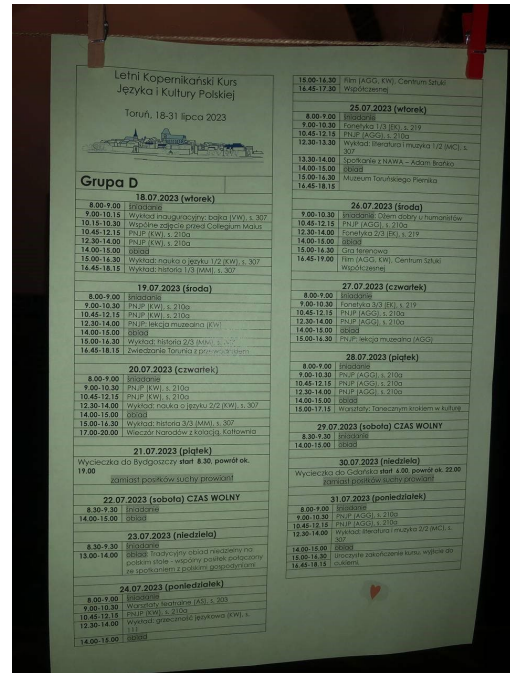 Letni Kopernikański Kurs
Języka i Kultury Polskiej
Toruń, 18-31 lipca 2023
Grupa D
18.07.2023 (wtorek)
8.00-9.00 śniadanie
9.00-10.15 Wykład inauguracyjny: bajka (VW), s. 307
10.15-10.30 Wspólne zdjęcie przed Collegium Maius
10.45-12.15 PNJP (KW), s. 210a
12.30-14.00 PNJP (KW), s. 210a
14.00-15.00 obiad
15.00-16.30 Wykład: nauka o języku 1/2 (KW), s. 307
16.45-18.15 Wykład: historia 1/3 (MM), s. 307
19.07.2023 (środa)
8.00-9.00 śniadanie
9.00-10.30 PNJP (KW), s. 210a
10.45-12.15 PNJP (KW), s. 210a
12.30-14.00 PNJP: lekcja muzealna (KW)
14.00-15.00 obiad
15.00-16.30 Wykład: historia 2/3 (MM), s. 307
16.45-18.15 Zwiedzanie Torunia z przewodnikiem
20.07.2023 (czwartek)
8.00-9.00 śniadanie
9.00-10.30 PNJP (KW), s. 210a
10.45-12.15 PNJP (KW), s. 210a
12.30-14.00 Wykład: nauka o języku 2/2 (KW), s. 307
14.00-15.00 obiad
15.00-16.30 Wykład: historia 3/3 (MM), s. 307
17.00-20.00 Wieczór Narodów z kolacją, Kotłownia
21.07.2023 (piątek)
Wycieczka do Bydgoszczy start 8.30, powrót ok.
19.00
zamiast posiłków suchy prowiant
22.07.2023 (sobota) CZAS WOLNY
8.30-9.30 śniadanie
14.00-15.00 obiad
23.07.2023 (niedziela)
8.30-9.30 śniadanie
13.00-14.00 obiad: Tradycyjny obiad niedzielny na
polskim stole - wspólny posiłek połączony
ze spotkaniem z polskimi gospodyniami
24.07.2023 (poniedziałek)
8.00-9.00 śniadanie
9.00-10.30 Warsztaty teatralne (AS), s. 203
10.45-12.15 PNJP (KW), s. 210a
12.30-14.00 Wykład: grzeczność językowa (KW), s.
111
14.00-15.00 obiad
15.00-16.30 Film (AGG, KW), Centrum Sztuki
16.45-17.30 Współczesnej
25.07.2023 (wtorek)
8.00-9.00 śniadanie
9.00-10.30 Fonetyka 1/3 (EK), s. 219
10.45-12.15 PNJP (AGG), s. 210a
12.30-13.30 Wykład: literatura i muzyka 1/2 (MC), s.
307
13.30-14.00 Spotkanie z NAWA – Adam Brańko
14.00-15.00 obiad
15.00-16.30 Muzeum Toruńskiego Piernika
16.45-18.15
26.07.2023 (środa)
9.00-10.30 śniadanie: Dżem dobry u humanistów
10.45-12.15 PNJP (AGG), s. 210a
12.30-14.00 Fonetyka 2/3 (EK), s. 219
14.00-15.00 obiad
15.00-16.30 Gra terenowa
16.45-19.00 Film (AGG, KW), Centrum Sztuki
Współczesnej
27.07.2023 (czwartek)
8.00-9.00 śniadanie
9.00-10.30 Fonetyka 3/3 (EK), s. 219
10.45-12.15 PNJP (AGG), s. 210a
12.30-14.00 PNJP (AGG), s. 210a
14.00-15.00 obiad
15.00-16.30 PNJP: lekcja muzealna (AGG)
28.07.2023 (piątek)
8.00-9.00 śniadanie
9.00-10.30 PNJP (AGG), s. 210a
10.45-12.15 PNJP (AGG), s. 210a
12.30-14.00 PNJP (AGG), s. 210a
14.00-15.00 obiad
15.00-17.15 Warsztaty: Tanecznym krokiem w kulturę
29.07.2023 (sobota) CZAS WOLNY
8.30-9.30 śniadanie
14.00-15.00 obiad
30.07.2023 (niedziela)
Wycieczka do Gdańska start 6.00, powrót ok. 22.00
zamiast posiłków suchy prowiant
31.07.2023 (poniedziałek)
8.00-9.00 śniadanie
9.00-10.30 PNJP (AGG), s. 210a
10.45-12.15 PNJP (AGG), s. 210a
12.30-14.00 Wykład: literatura i muzyka 2/2 (MC), s.
307
14.00-15.00 obiad
15.00-16.30 Uroczyste zakończenie kursu, wyjście do
16.45-18.15 cukierni.